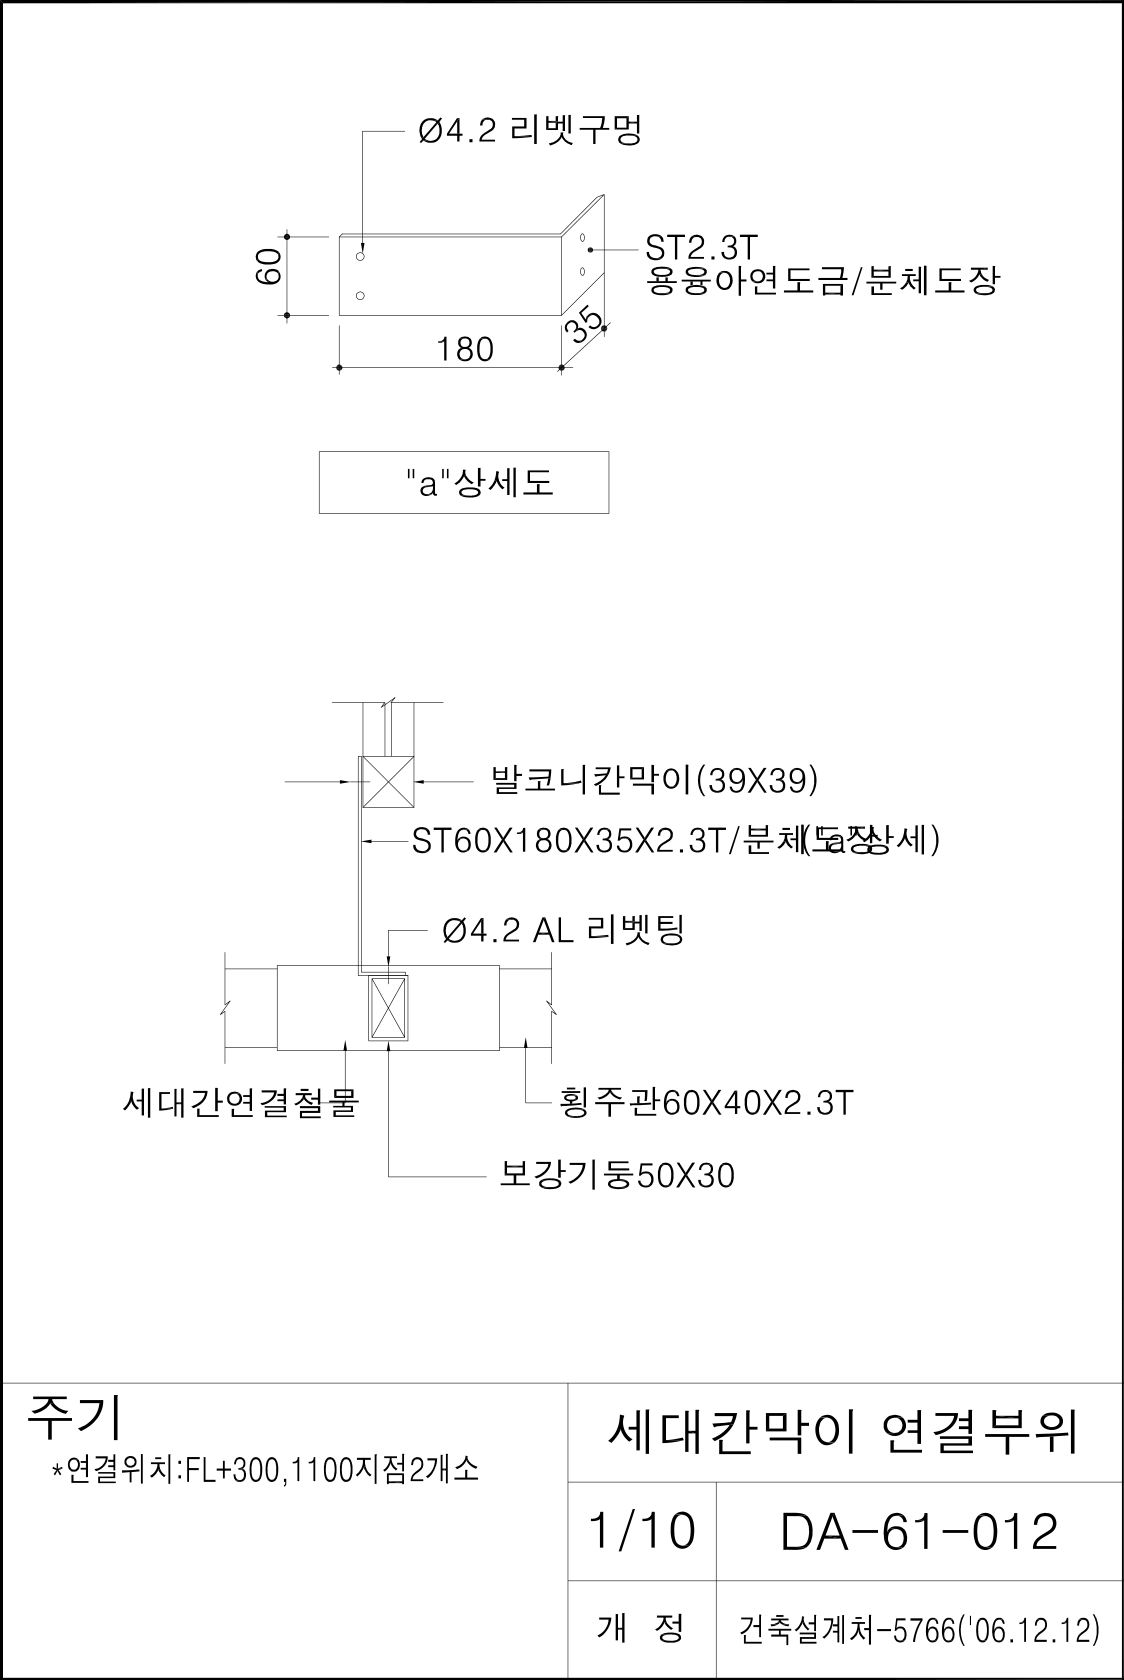 Ø4.2 리벳구멍
ST2.3T
용융아연도금/분체도장
60
35
180
"a"상세도
발코니칸막이(39X39)
ST60X180X35X2.3T/분체도장("a"상세)
Ø4.2 AL 리벳팅
세대간연결철물
횡주관60X40X2.3T
보강기둥50X30
주기
*연결위치:FL+300,1100지점2개소
세대칸막이 연결부위
1/10
DA-61-012
개 정
건축설계처-5766('06.12.12)